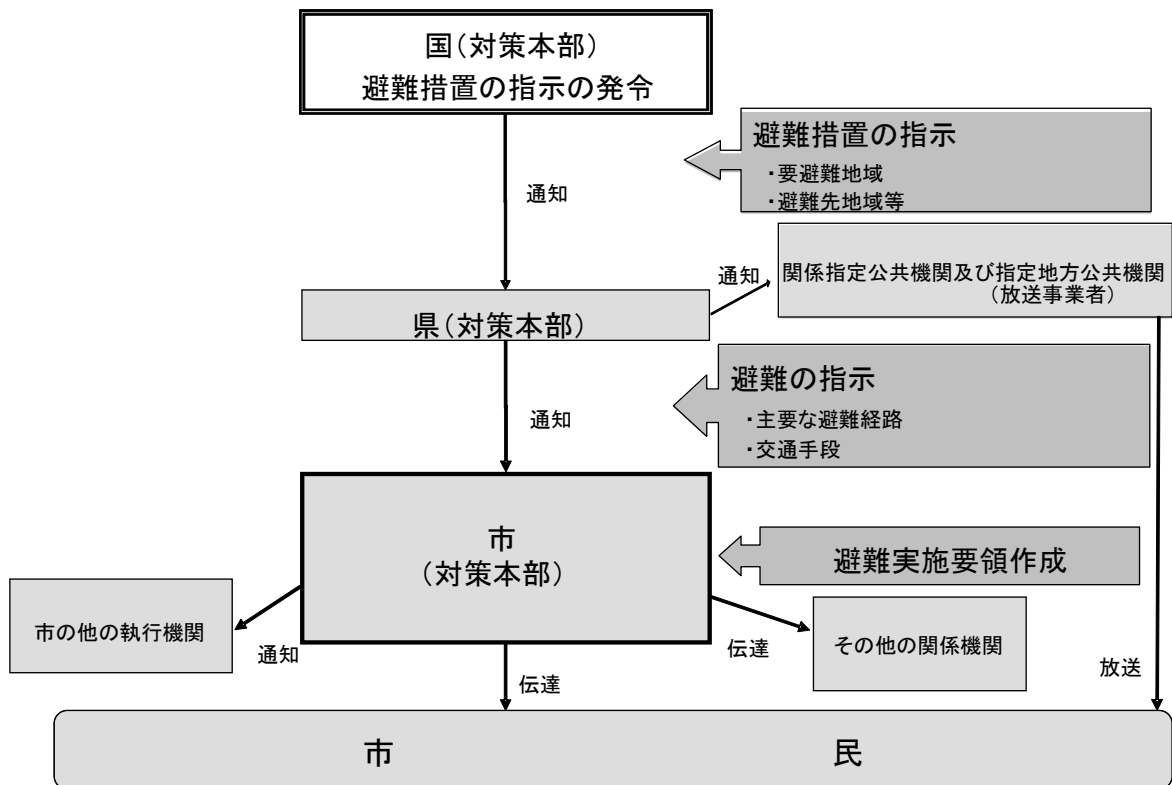 国(対策本部)
避難措置の指示の発令
避難措置の指示
・要避難地域
・避難先地域等
通知
関係指定公共機関及び指定地方公共機関
(放送事業者)
通知
県(対策本部)
避難の指示
・主要な避難経路
・交通手段
通知
市
(対策本部)
避難実施要領作成
市の他の執行機関
通知
伝達
その他の関係機関
伝達
放送
市 民